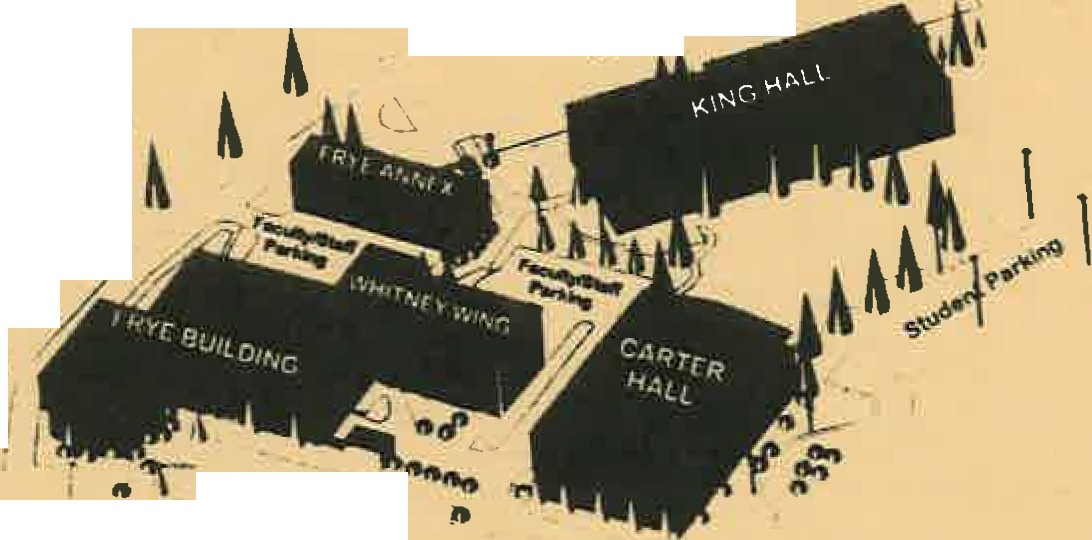 KING HALL
FRYE ANNEX
Faculty/Staff
Parking
WHITNEY WING
Faculty/Staff
Parking
FRYE BUILDING
CARTER
HALL
Student Parking